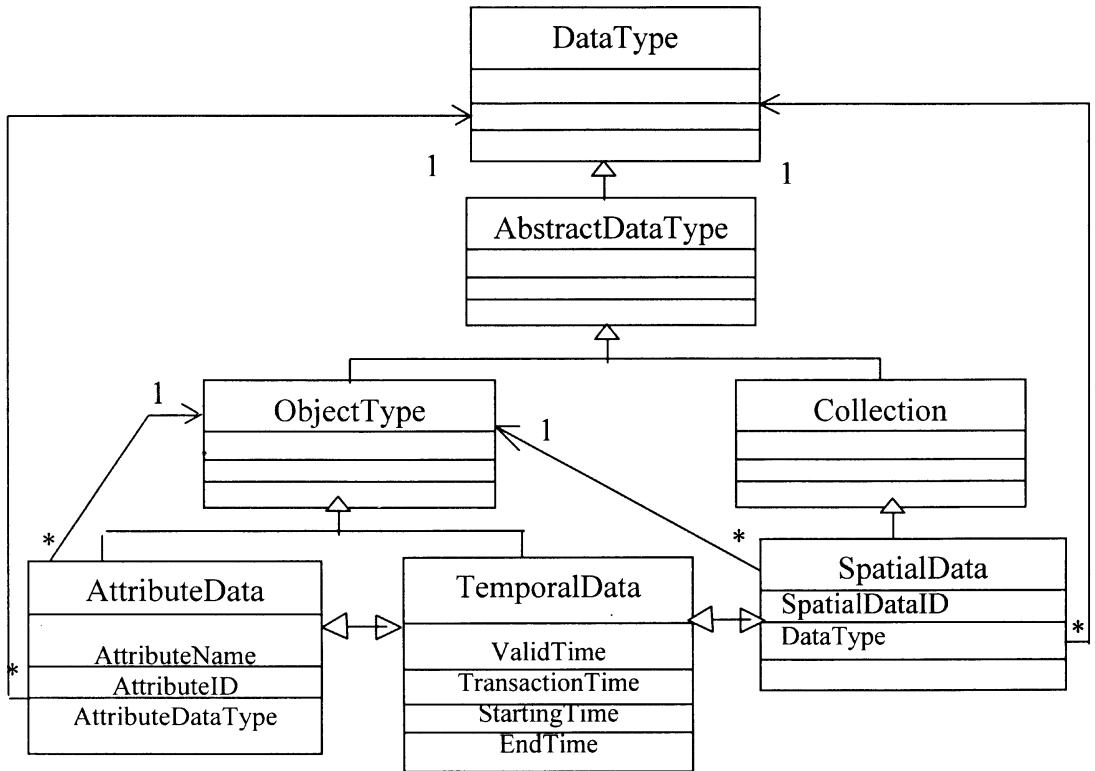 DataType
1
1
AbstractDataType
1
ObjectType
1
Collection
*
*
AttributeData
AttributeName
AttributeID
AttributeDataType
*
TemporalData
ValidTime
TransactionTime
StartingTime
EndTime
SpatialData
SpatialDataID
DataType
*